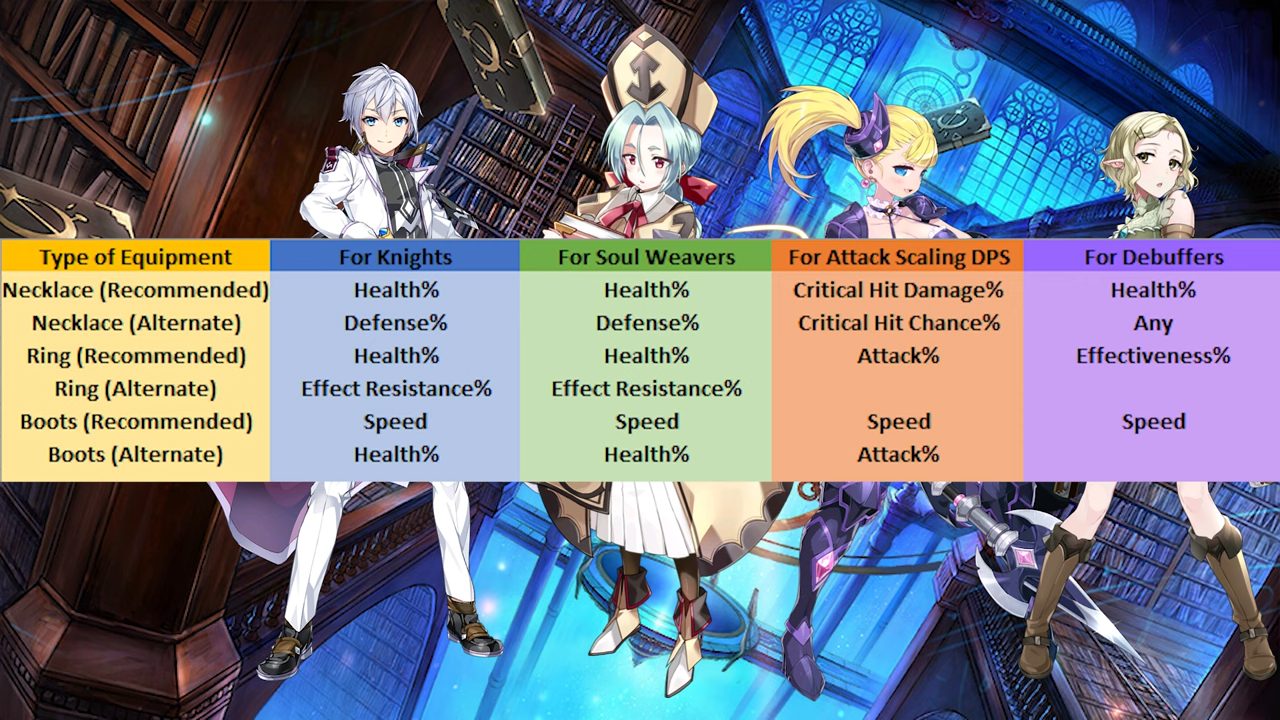 Type of Equipment For Knights For Soul Weavers For Attack Scaling DPS For Debuffers
Necklace (Recommended) Health% Health% Critical Hit Damage% Health%
Necklace (Alternate) Defense% Defense% Critical Hit Chance% Any
Ring (Recommended) Health% Health% Attack% Effectiveness%
Ring (Alternate) Effect Resistance% Effect Resistance%
Boots (Recommended) Speed Speed Speed Speed
Boots (Alternate) Health% Health% Attack%